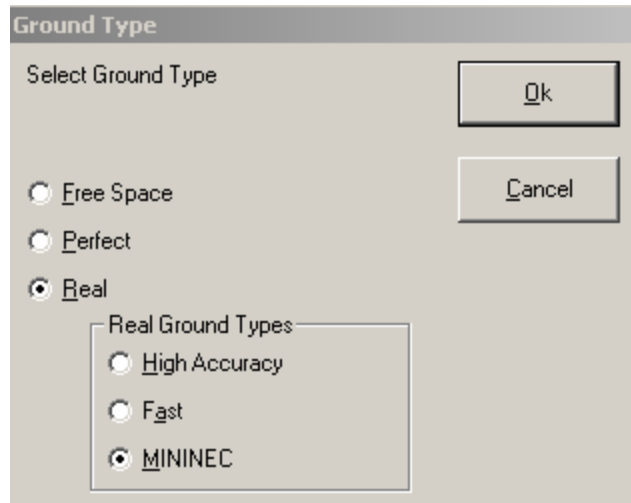 Ground Type
Select Ground Type
Ok
Free Space
Cancel
Perfect
Real
Real Ground Types
High Accuracy
Fast
MININEC